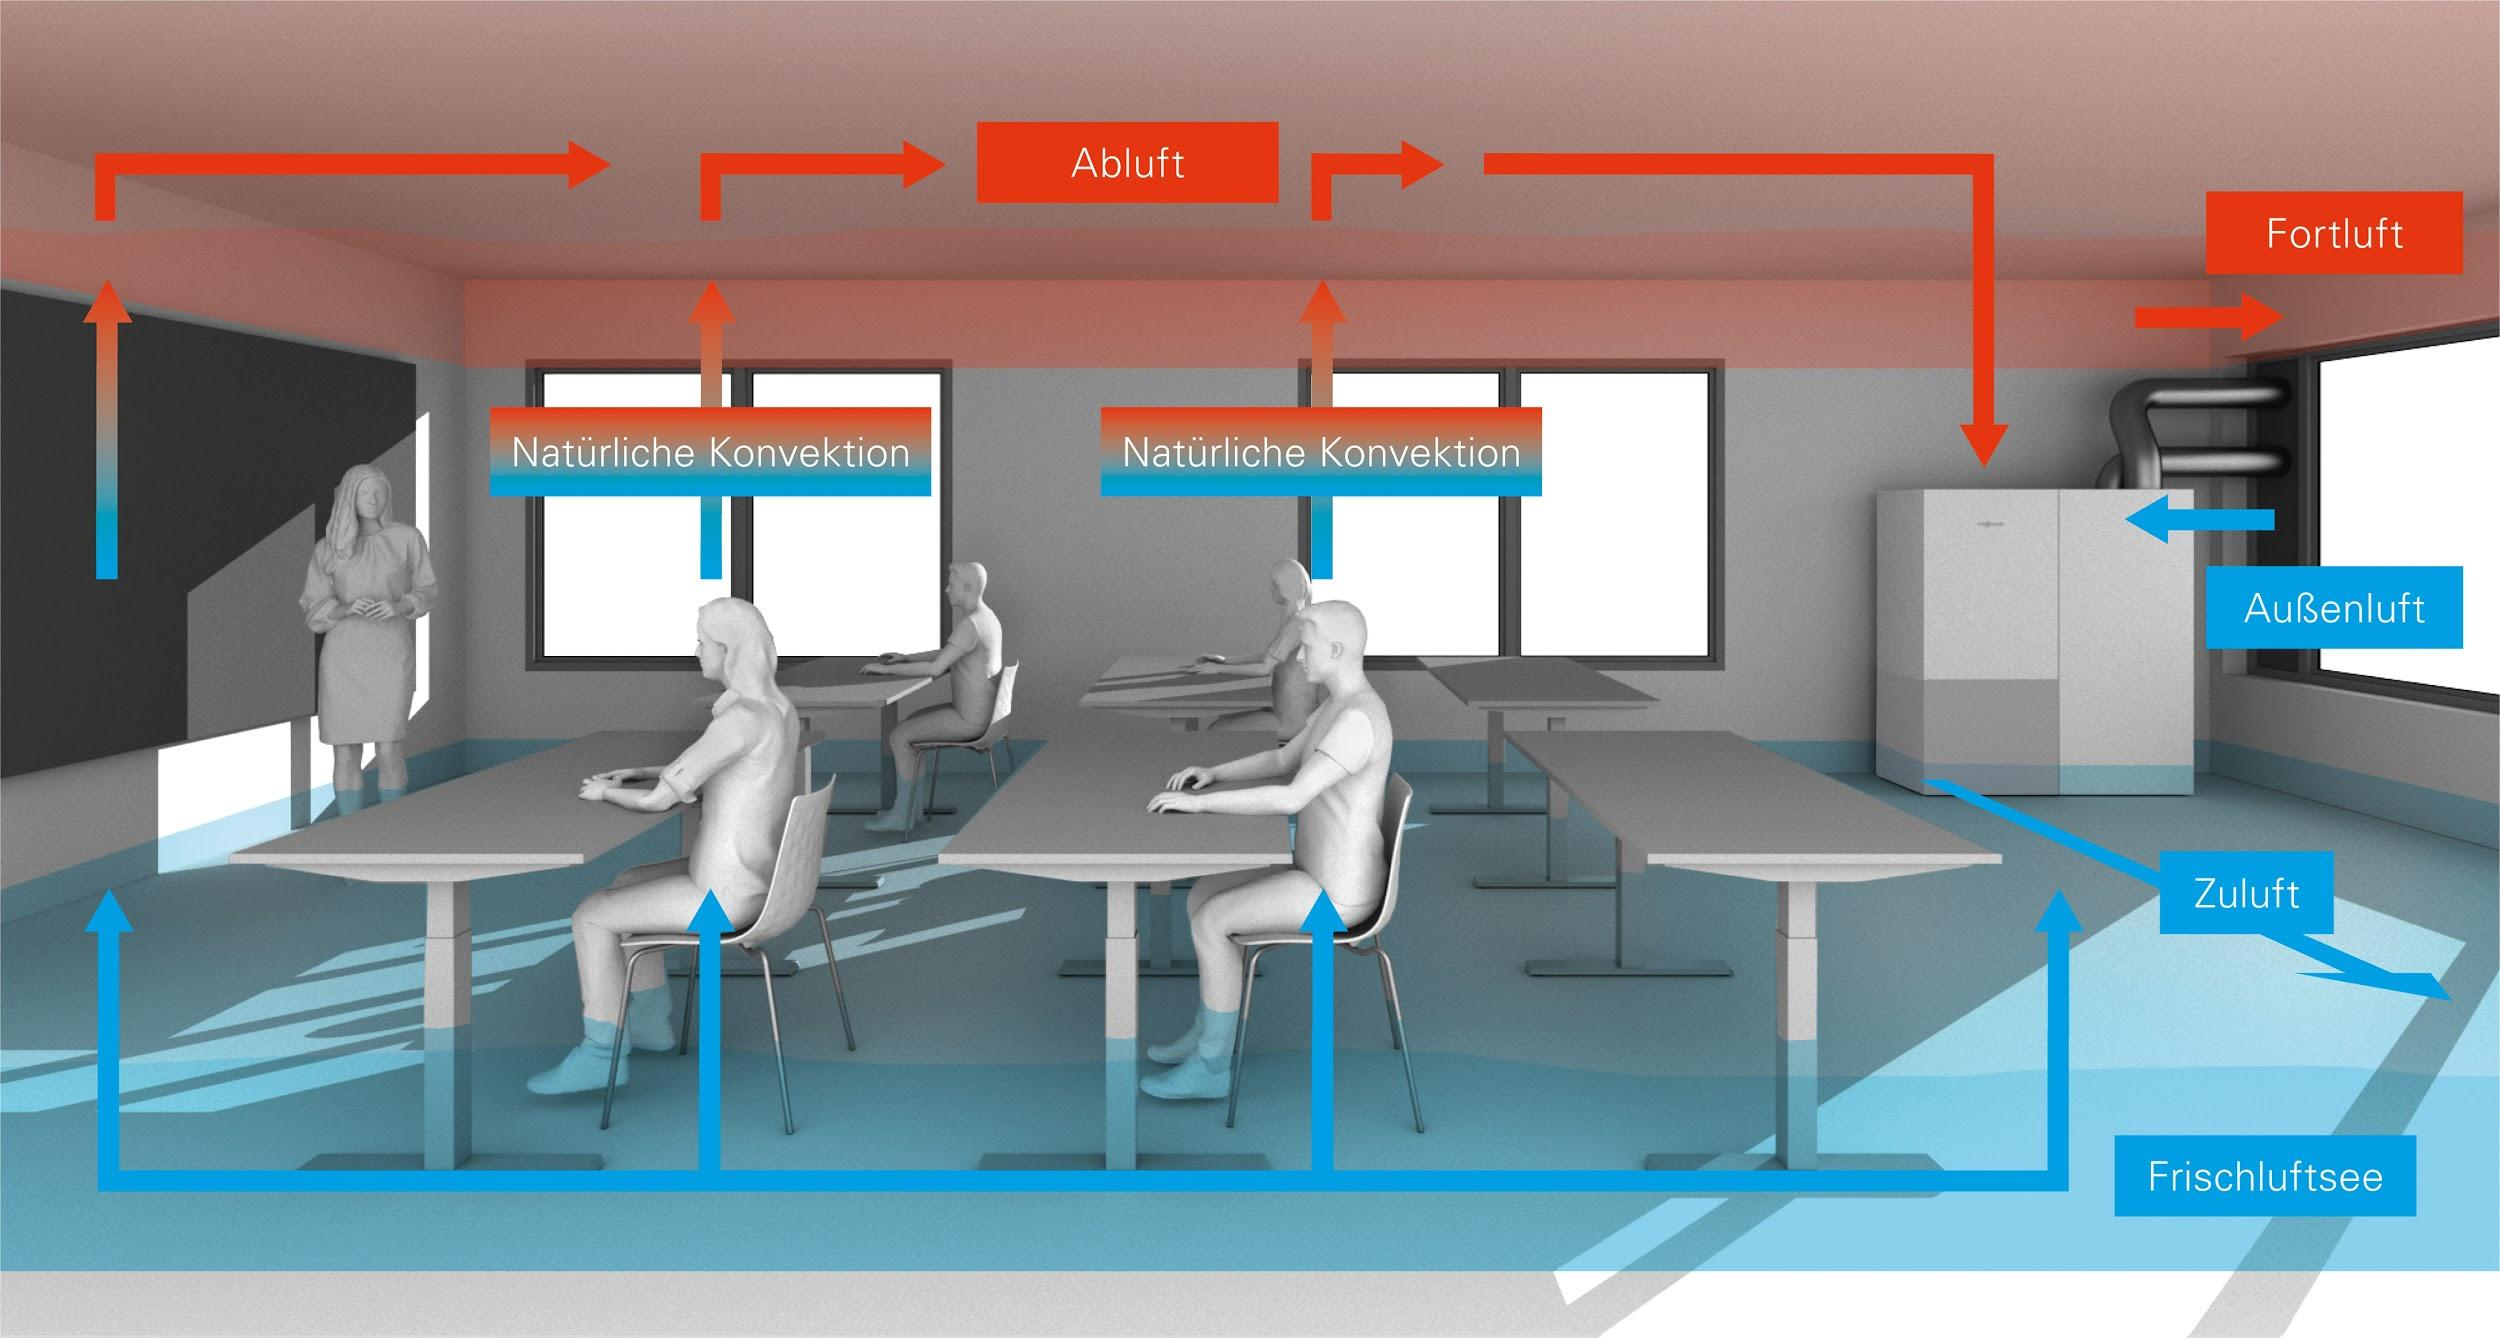 Abluft
Fortluft
Natürliche Konvektion
Natürliche Konvektion
Außenluft
Zuluft
Frischluftsee